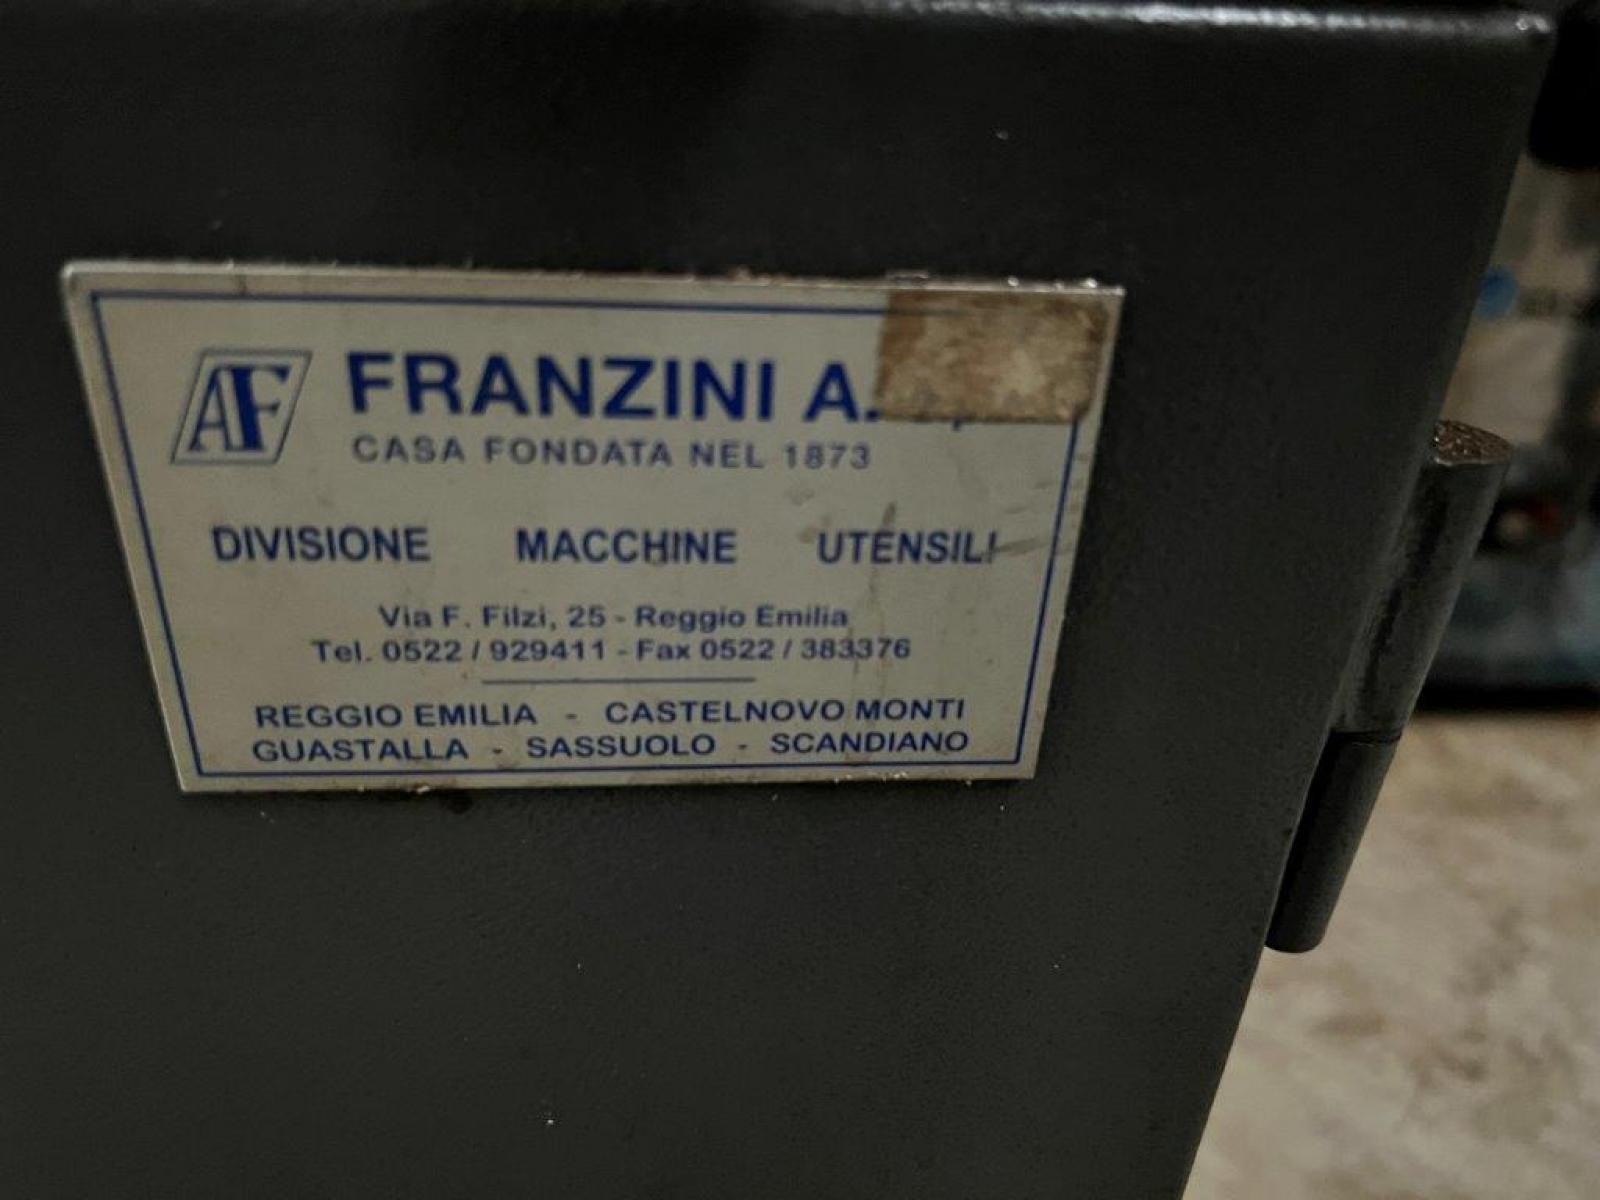 AF FRANZINI A.
CASA FONDATA NEL 1873
DIVISIONE MACCHINE UTENSILI
Via F. Filzi, 25 - Reggio Emilia
Tel. 0522 / 929411 - Fax 0522 / 383376
REGGIO EMILIA - CASTELNOVO MONTI
GUASTALLA - SASSUOLO - SCANDIANO